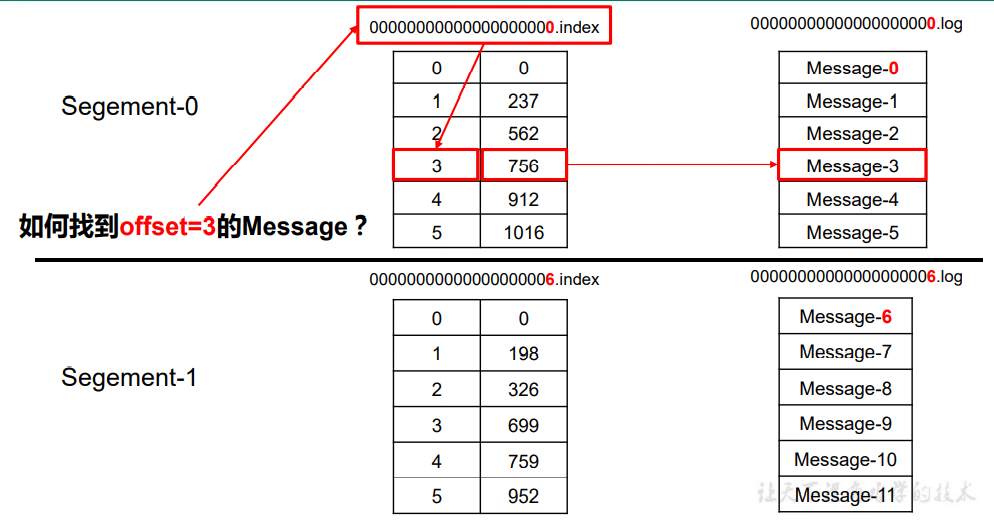 00000000000000000000.index
00000000000000000000.log
Segement-0
0 0 Message-0
1 237 Message-1
2 562 Message-2
3 756 Message-3
4 912 Message-4
5 1016 Message-5
如何找到offset=3的Message？
00000000000000000006.index
00000000000000000006.log
Segement-1
0 0 Message-6
1 198 Message-7
2 326 Message-8
3 699 Message-9
4 759 Message-10
5 952 Message-11
让天 学的技术